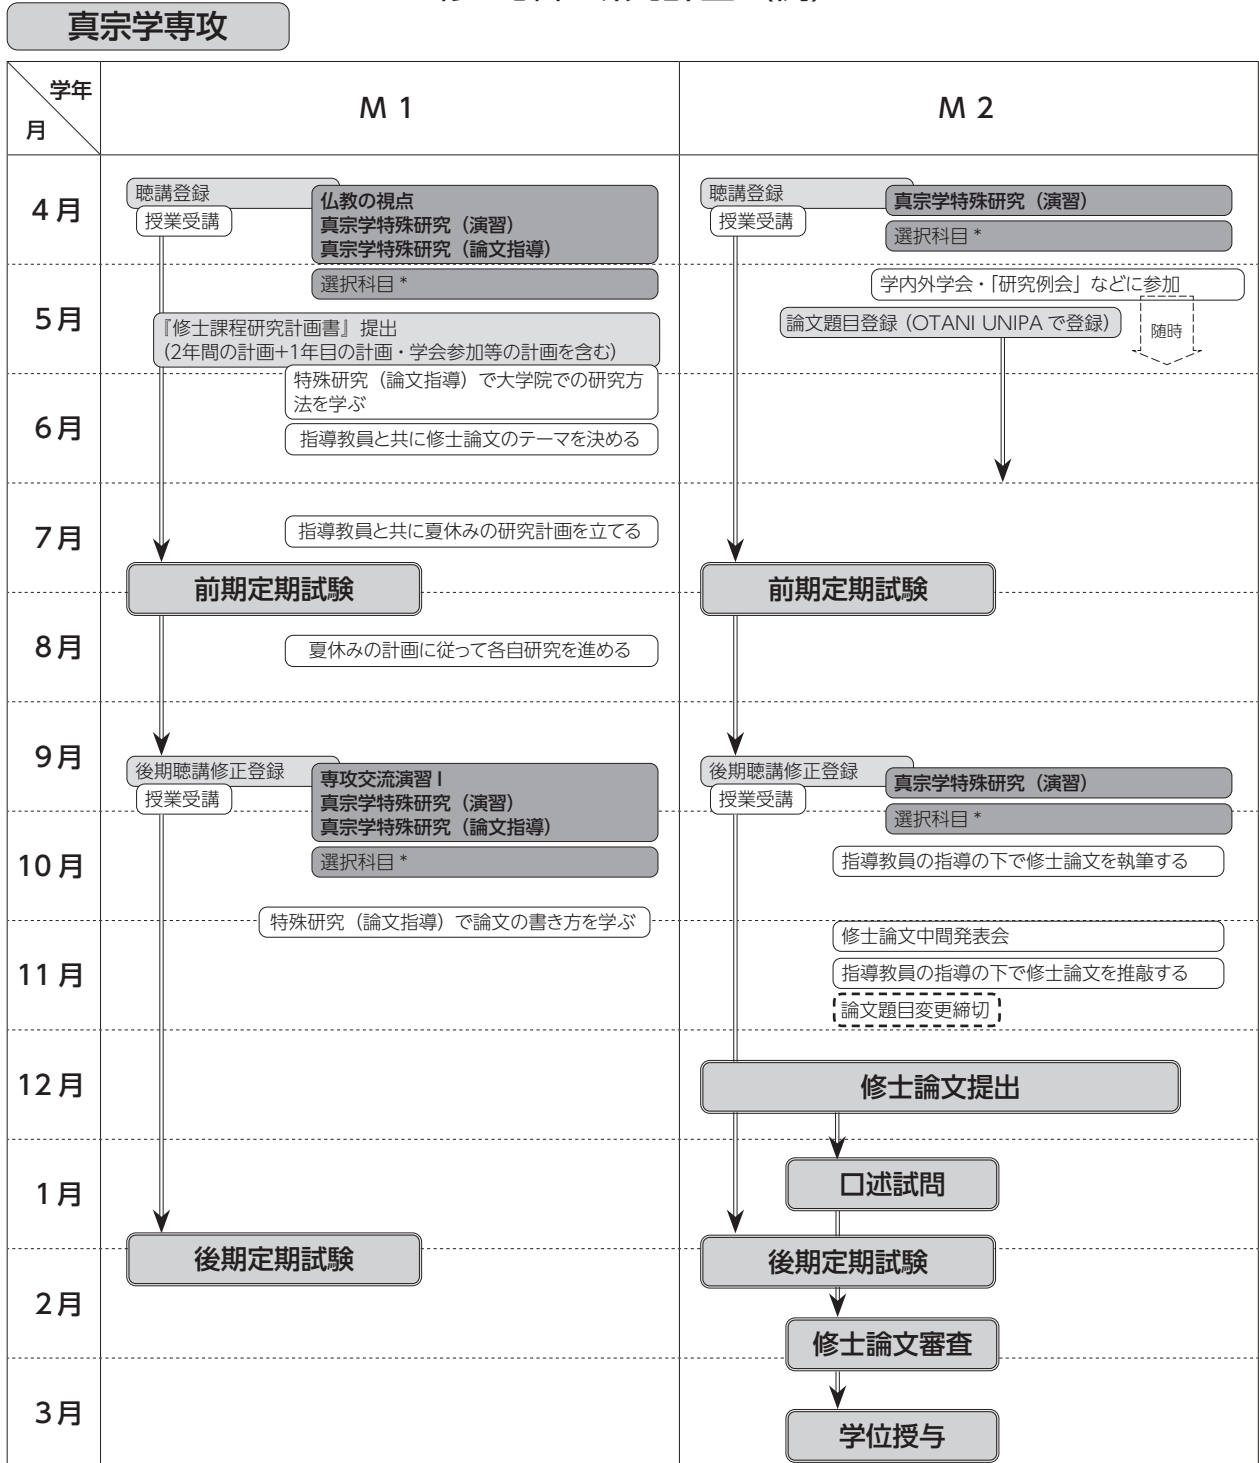 真宗学専攻
学年
月
M 1
M 2
4月
聴講登録
授業受講
仏教の視点
真宗学特殊研究（演習）
真宗学特殊研究（論文指導）
選択科目*
聴講登録
授業受講
真宗学特殊研究（演習）
選択科目*
5月
『修士課程研究計画書』提出
(2年間の計画+1年目の計画・学会参加等の計画を含む)
学内外学会・「研究例会」などに参加
論文題目登録（OTANI UNIPA で登録）
随時
6月
特殊研究（論文指導）で大学院での研究方
法を学ぶ
指導教員と共に修士論文のテーマを決める
7月
指導教員と共に夏休みの研究計画を立てる
前期定期試験
前期定期試験
8月
夏休みの計画に従って各自研究を進める
9月
後期聴講修正登録
授業受講
専攻交流演習 I
真宗学特殊研究（演習）
真宗学特殊研究（論文指導）
選択科目*
後期聴講修正登録
授業受講
真宗学特殊研究（演習）
選択科目*
10月
指導教員の指導の下で修士論文を執筆する
特殊研究（論文指導）で論文の書き方を学ぶ
11月
修士論文中間発表会
指導教員の指導の下で修士論文を推敲する
論文題目変更締切
12月
修士論文提出
1月
口述試問
後期定期試験
後期定期試験
2月
修士論文審査
3月
学位授与